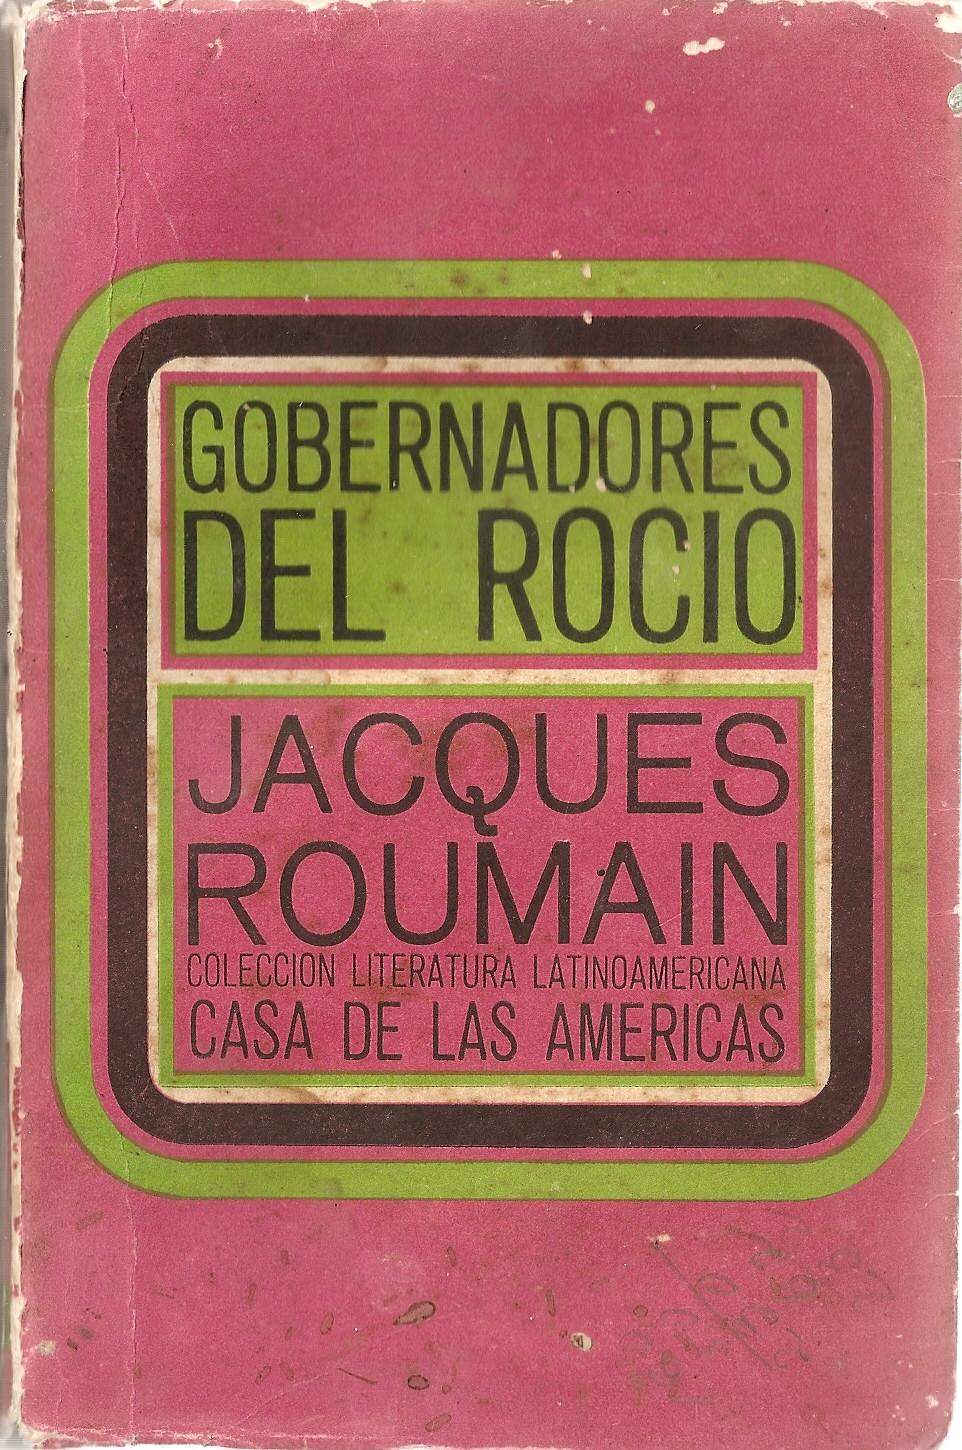 GOBERNADORES
DEL ROCIO
JACQUES
ROUMAIN
COLECCION LITERATURA LATINOAMERICANA
CASA DE LAS AMERICAS